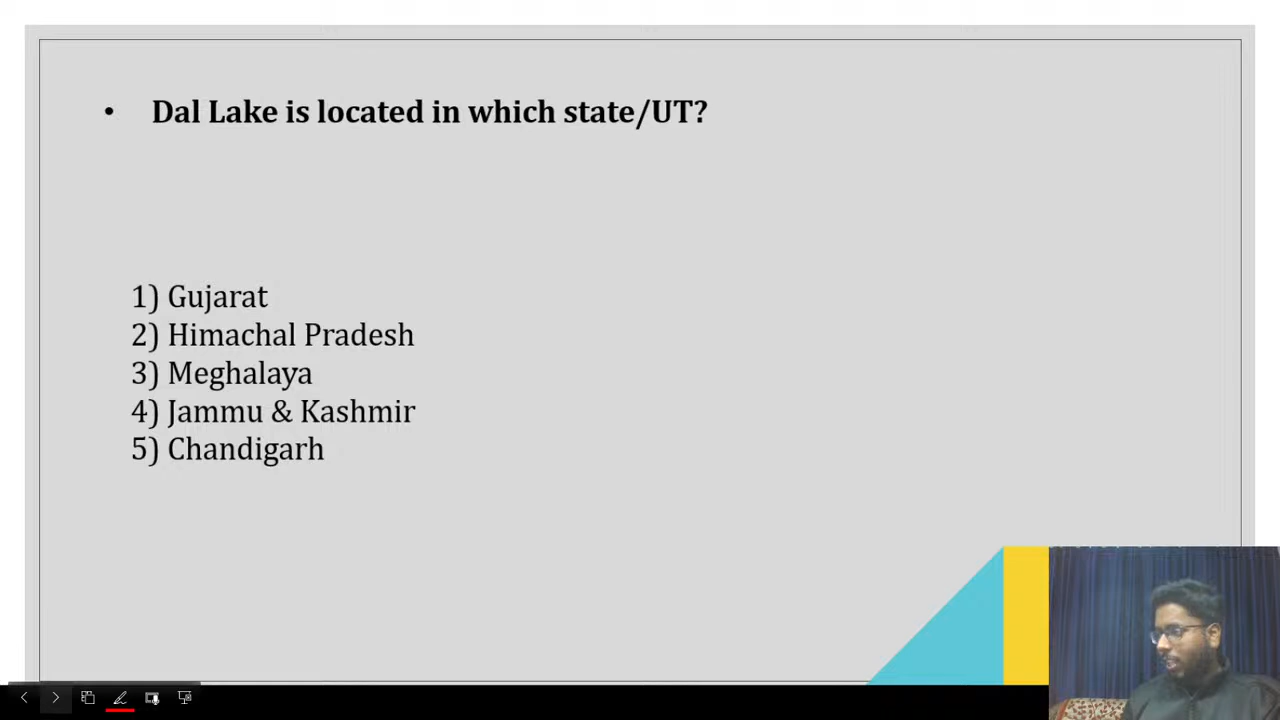 • Dal Lake is located in which state/UT?
1) Gujarat
2) Himachal Pradesh
3) Meghalaya
4) Jammu & Kashmir
5) Chandigarh